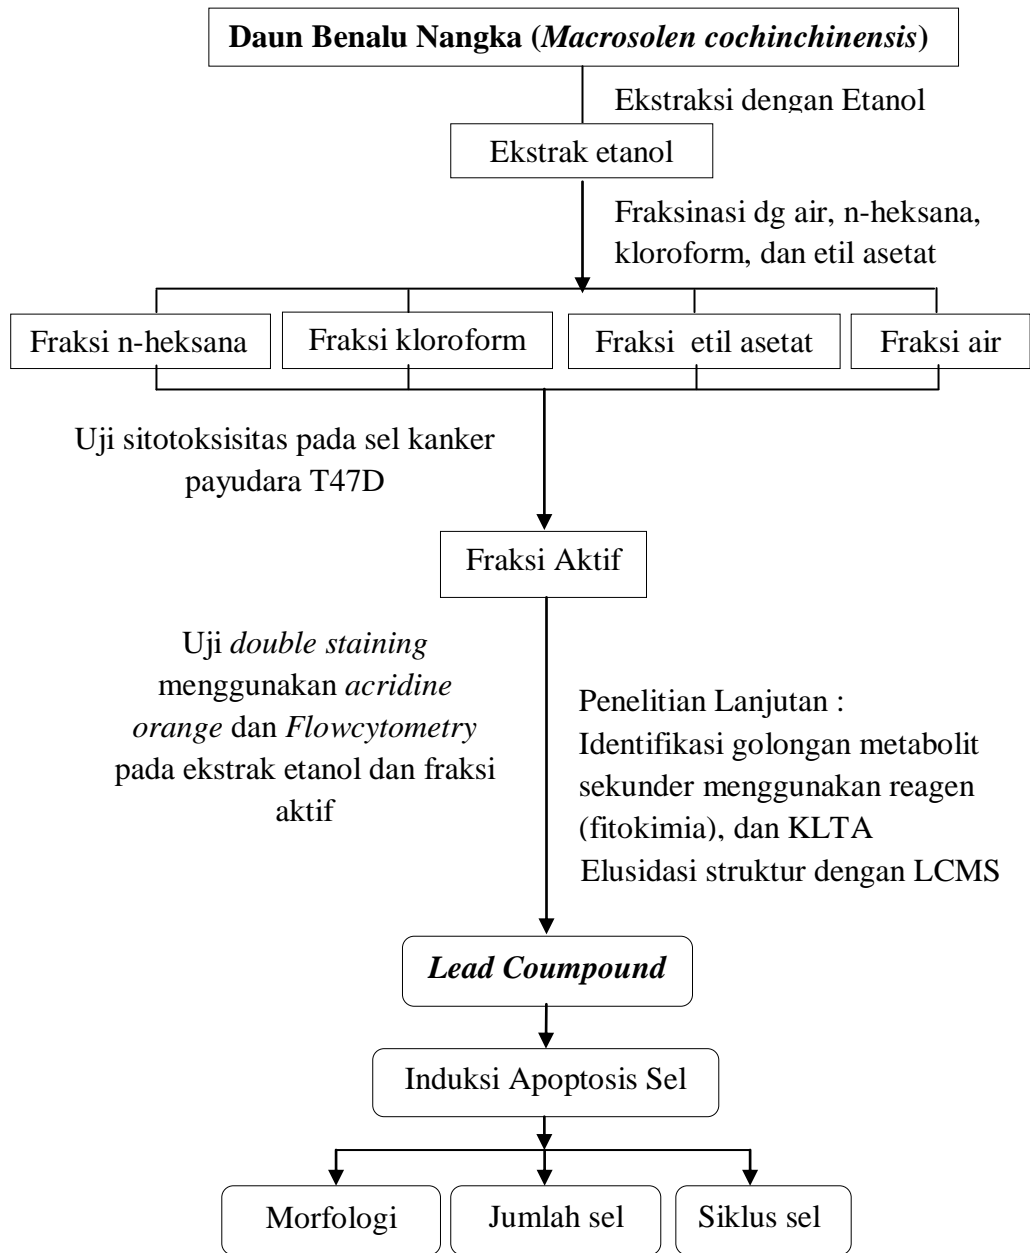 Daun Benalu Nangka (Macrosolen cochinchinensis)
Ekstraksi dengan Etanol
Ekstrak etanol
Fraksinasi dg air, n-heksana,
kloroform, dan etil asetat
Fraksi n-heksana
Fraksi kloroform
Fraksi etil asetat
Fraksi air
Uji sitotoksisitas pada sel kanker
payudara T47D
Fraksi Aktif
Uji double staining
menggunakan acridine
orange dan Flowcytometry
pada ekstrak etanol dan fraksi
aktif
Penelitian Lanjutan :
Identifikasi golongan metabolit
sekunder menggunakan reagen
(fitokimia), dan KLTA
Elusidasi struktur dengan LCMS
Lead Coumpound
Induksi Apoptosis Sel
Morfologi
Jumlah sel
Siklus sel